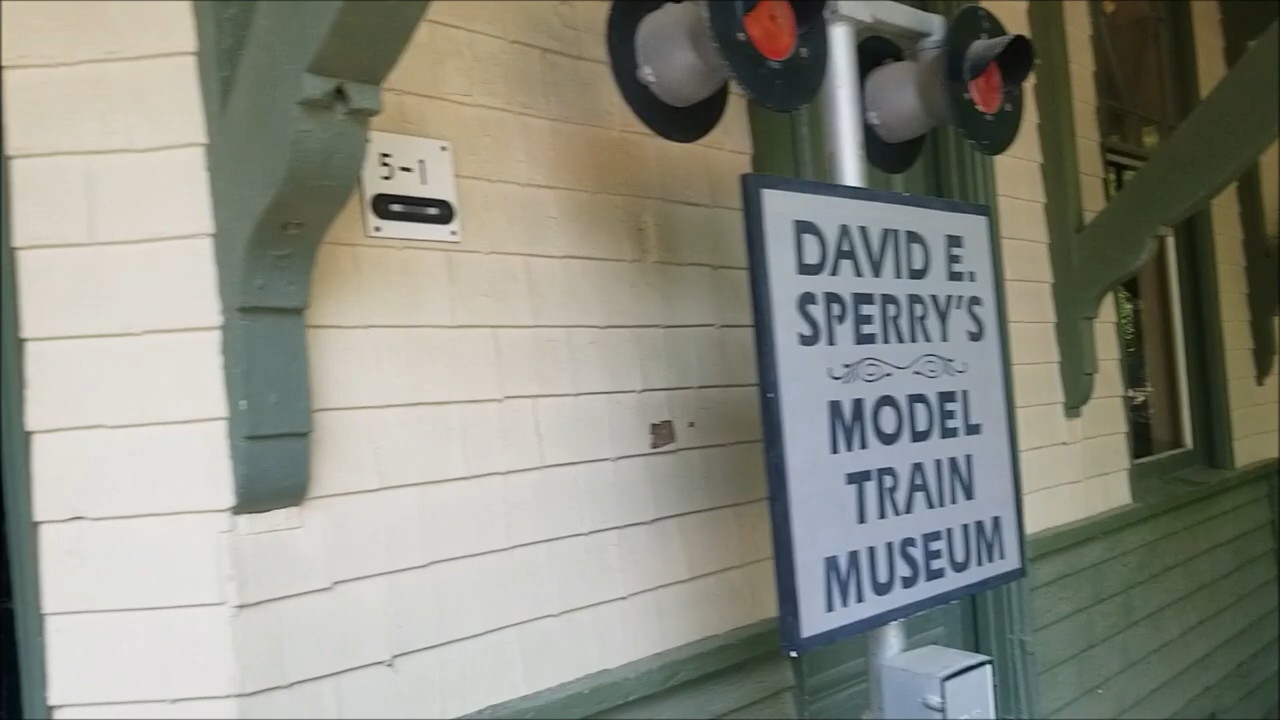 5-1
DAVID E.
SPERRY'S
MODEL
TRAIN
MUSEUM